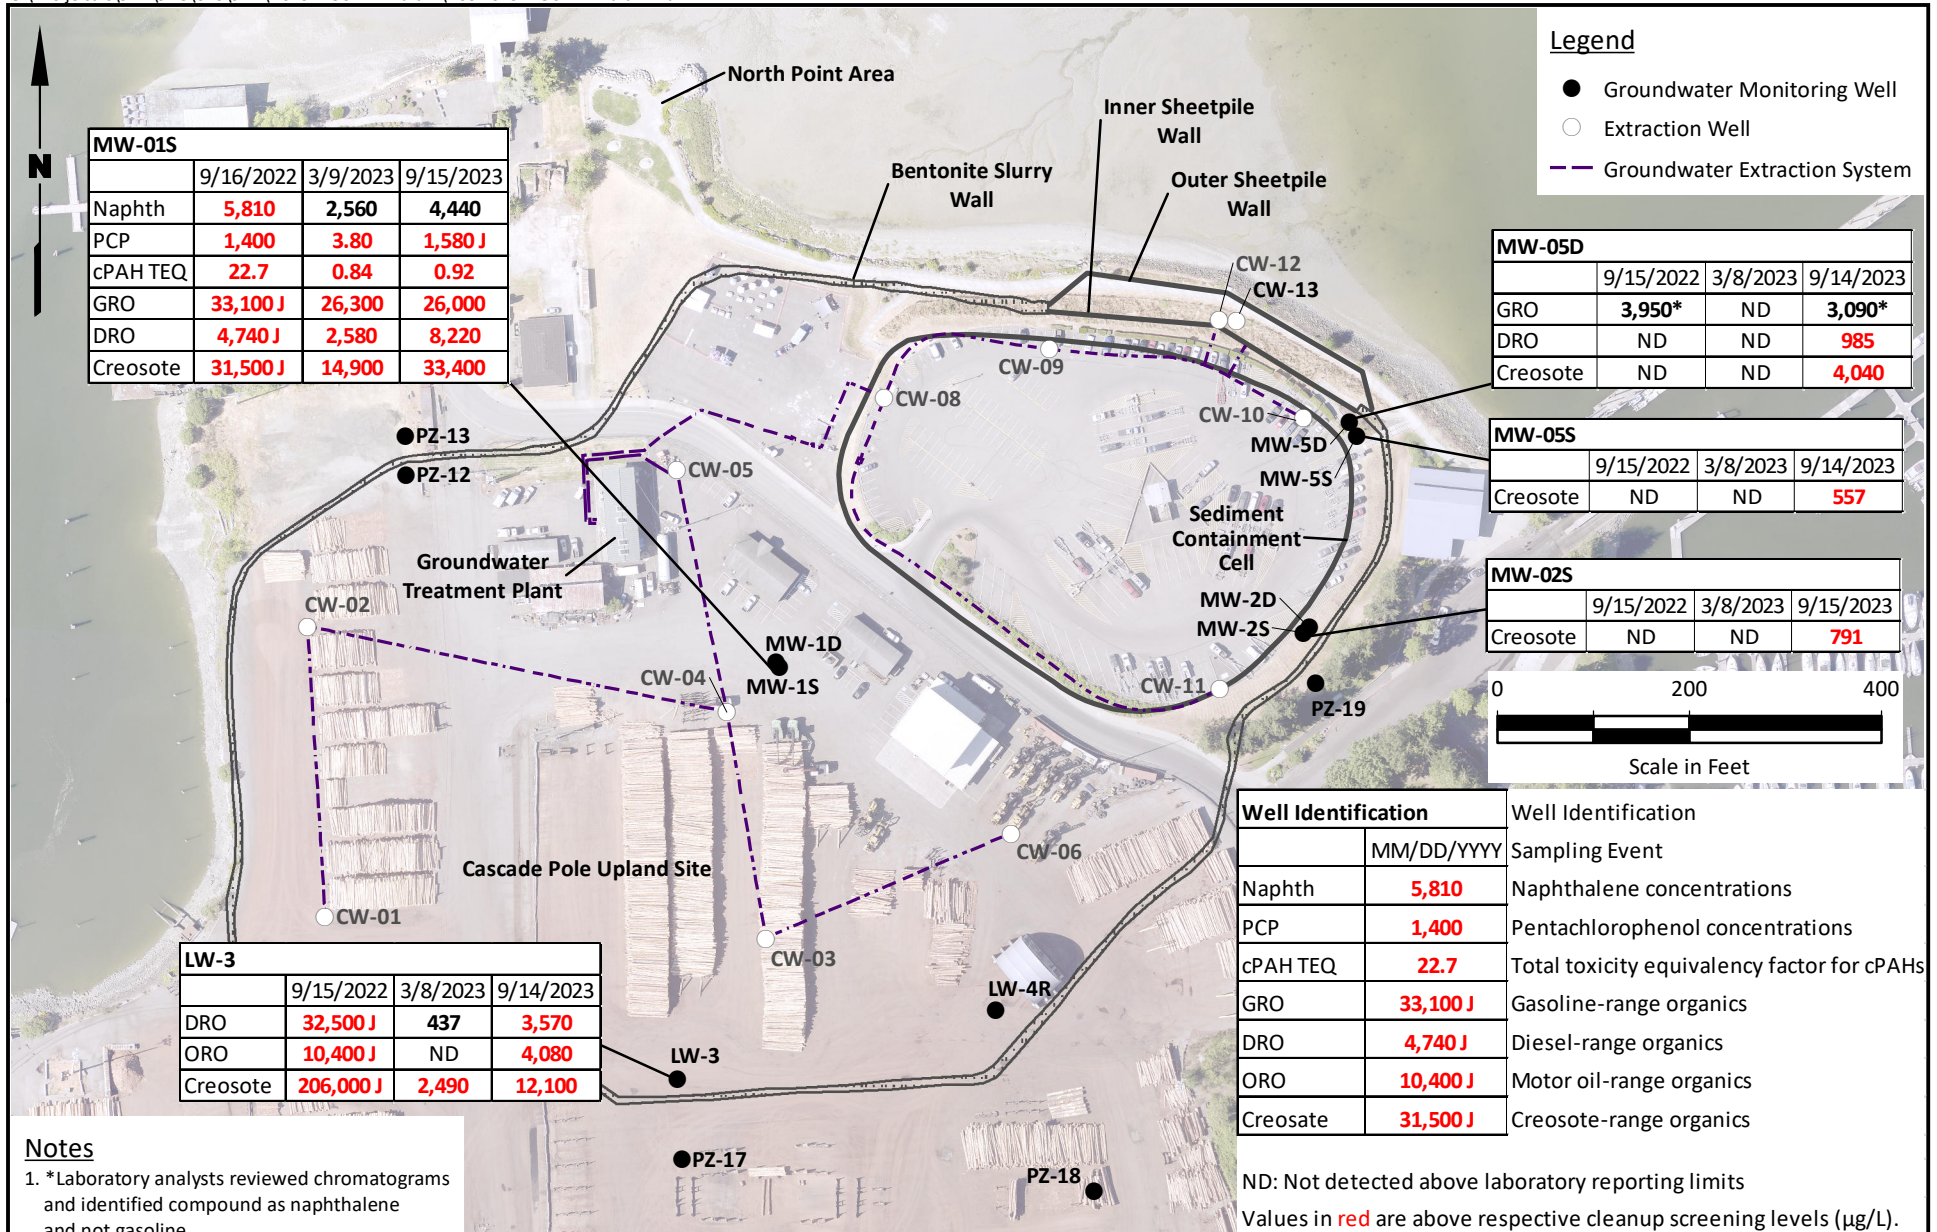 North Point Area
Inner Sheetpile
Wall
Bentonite Slurry
Wall
Outer Sheetpile
Wall
Legend
Groundwater Monitoring Well
Extraction Well
Groundwater Extraction System
N
MW-01S
9/16/2022 3/9/2023 9/15/2023
Naphth 5,810 2,560 4,440
PCP 1,400 3.80 1,580 J
cPAH TEQ 22.7 0.84 0.92
GRO 33,100 J 26,300 26,000
DRO 4,740 J 2,580 8,220
Creosote 31,500 J 14,900 33,400
MW-05D
9/15/2022 3/8/2023 9/14/2023
GRO 3,950* ND 3,090*
DRO ND ND 985
Creosote ND ND 4,040
MW-05S
9/15/2022 3/8/2023 9/14/2023
Creosote ND ND 557
MW-02S
9/15/2022 3/8/2023 9/15/2023
Creosote ND ND 791
CW-12
CW-13
CW-09
CW-08
CW-10
MW-5D
MW-5S
PZ-13
PZ-12
CW-05
Sediment
Containment
Cell
Groundwater
Treatment Plant
CW-02
MW-2D
MW-2S
MW-1D
MW-1S
CW-04
CW-11
PZ-19
0 200 400
Scale in Feet
CW-06
Cascade Pole Upland Site
CW-01
CW-03
LW-4R
LW-3
LW-3
9/15/2022 3/8/2023 9/14/2023
DRO 32,500 J 437 3,570
ORO 10,400 J ND 4,080
Creosote 206,000 J 2,490 12,100
PZ-17
PZ-18
Well Identification Well Identification
MM/DD/YYYY Sampling Event
Naphth 5,810 Naphthalene concentrations
PCP 1,400 Pentachlorophenol concentrations
cPAH TEQ 22.7 Total toxicity equivalency factor for cPAHs
GRO 33,100 J Gasoline-range organics
DRO 4,740 J Diesel-range organics
ORO 10,400 J Motor oil-range organics
Creosate 31,500 J Creosote-range organics
ND: Not detected above laboratory reporting limits
Values in red are above respective cleanup screening levels (µg/L).
Notes
1. *Laboratory analysts reviewed chromatograms
and identified compound as naphthalene
and not gasoline